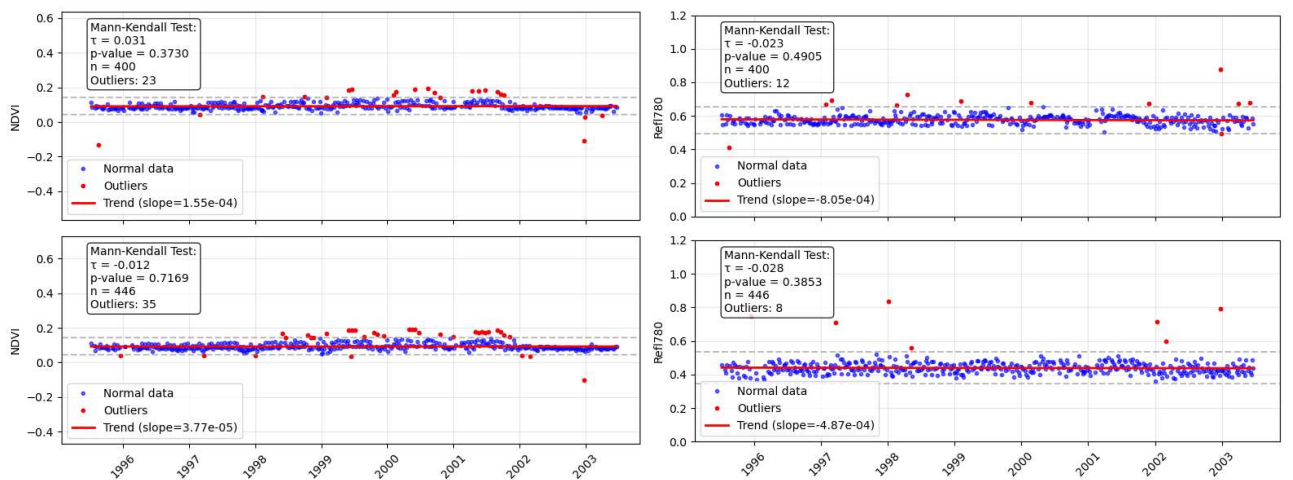 Mann-Kendall Test:
τ = 0.031
p-value = 0.3730
n = 400
Outliers: 23
NDVI
0.6
0.4
0.2
0.0
−0.2
−0.4
Normal data
Outliers
Trend (slope=1.55e-04)
Mann-Kendall Test:
τ = -0.023
p-value = 0.4905
n = 400
Outliers: 12
Refl780
1.2
1.0
0.8
0.6
0.4
0.2
0.0
Normal data
Outliers
Trend (slope=-8.05e-04)
Mann-Kendall Test:
τ = -0.012
p-value = 0.7169
n = 446
Outliers: 35
NDVI
0.6
0.4
0.2
0.0
−0.2
−0.4
Normal data
Outliers
Trend (slope=3.77e-05)
1996 1997 1998 1999 2000 2001 2002 2003
Mann-Kendall Test:
τ = -0.028
p-value = 0.3853
n = 446
Outliers: 8
Refl780
1.2
1.0
0.8
0.6
0.4
0.2
0.0
Normal data
Outliers
Trend (slope=-4.87e-04)
1996 1997 1998 1999 2000 2001 2002 2003